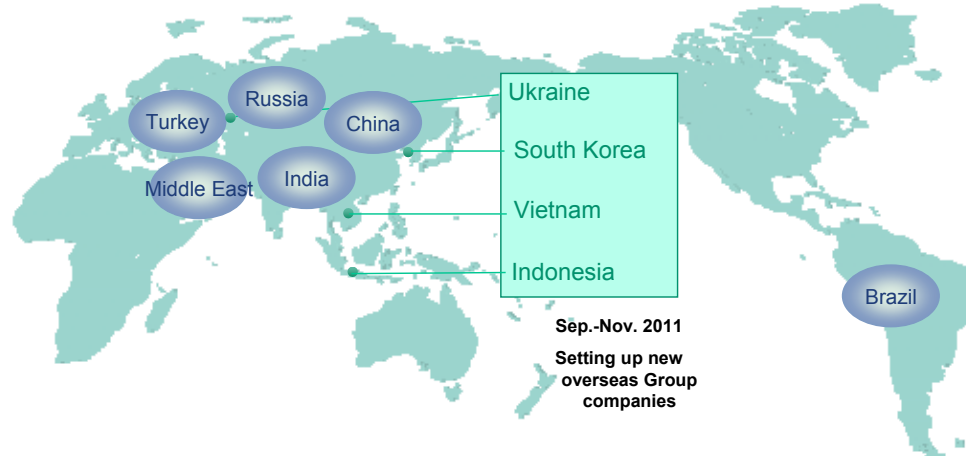 Russia
Turkey
China
Middle East
India
Ukraine
South Korea
Vietnam
Indonesia
Brazil
Sep.-Nov. 2011
Setting up new
overseas Group
companies